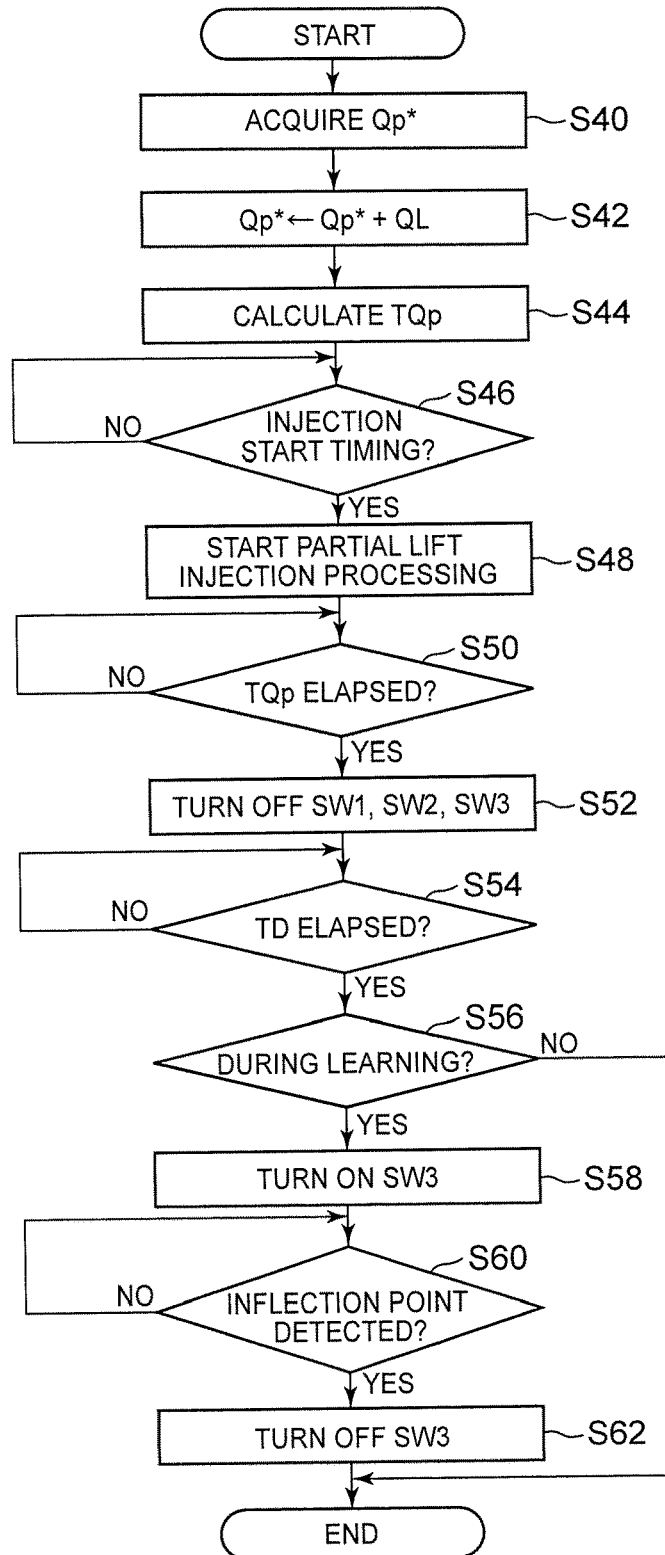 START
ACQUIRE Qp*
S40
Qp*← Qp* + QL
S42
CALCULATE TQp
S44
S46
INJECTION
START TIMING?
NO
YES
START PARTIAL LIFT
INJECTION PROCESSING
S48
S50
NO
TQp ELAPSED?
YES
TURN OFF SW1, SW2, SW3
S52
S54
NO
TD ELAPSED?
YES
S56
DURING LEARNING?
NO
YES
TURN ON SW3
S58
S60
NO
INFLECTION POINT
DETECTED?
YES
TURN OFF SW3
S62
END